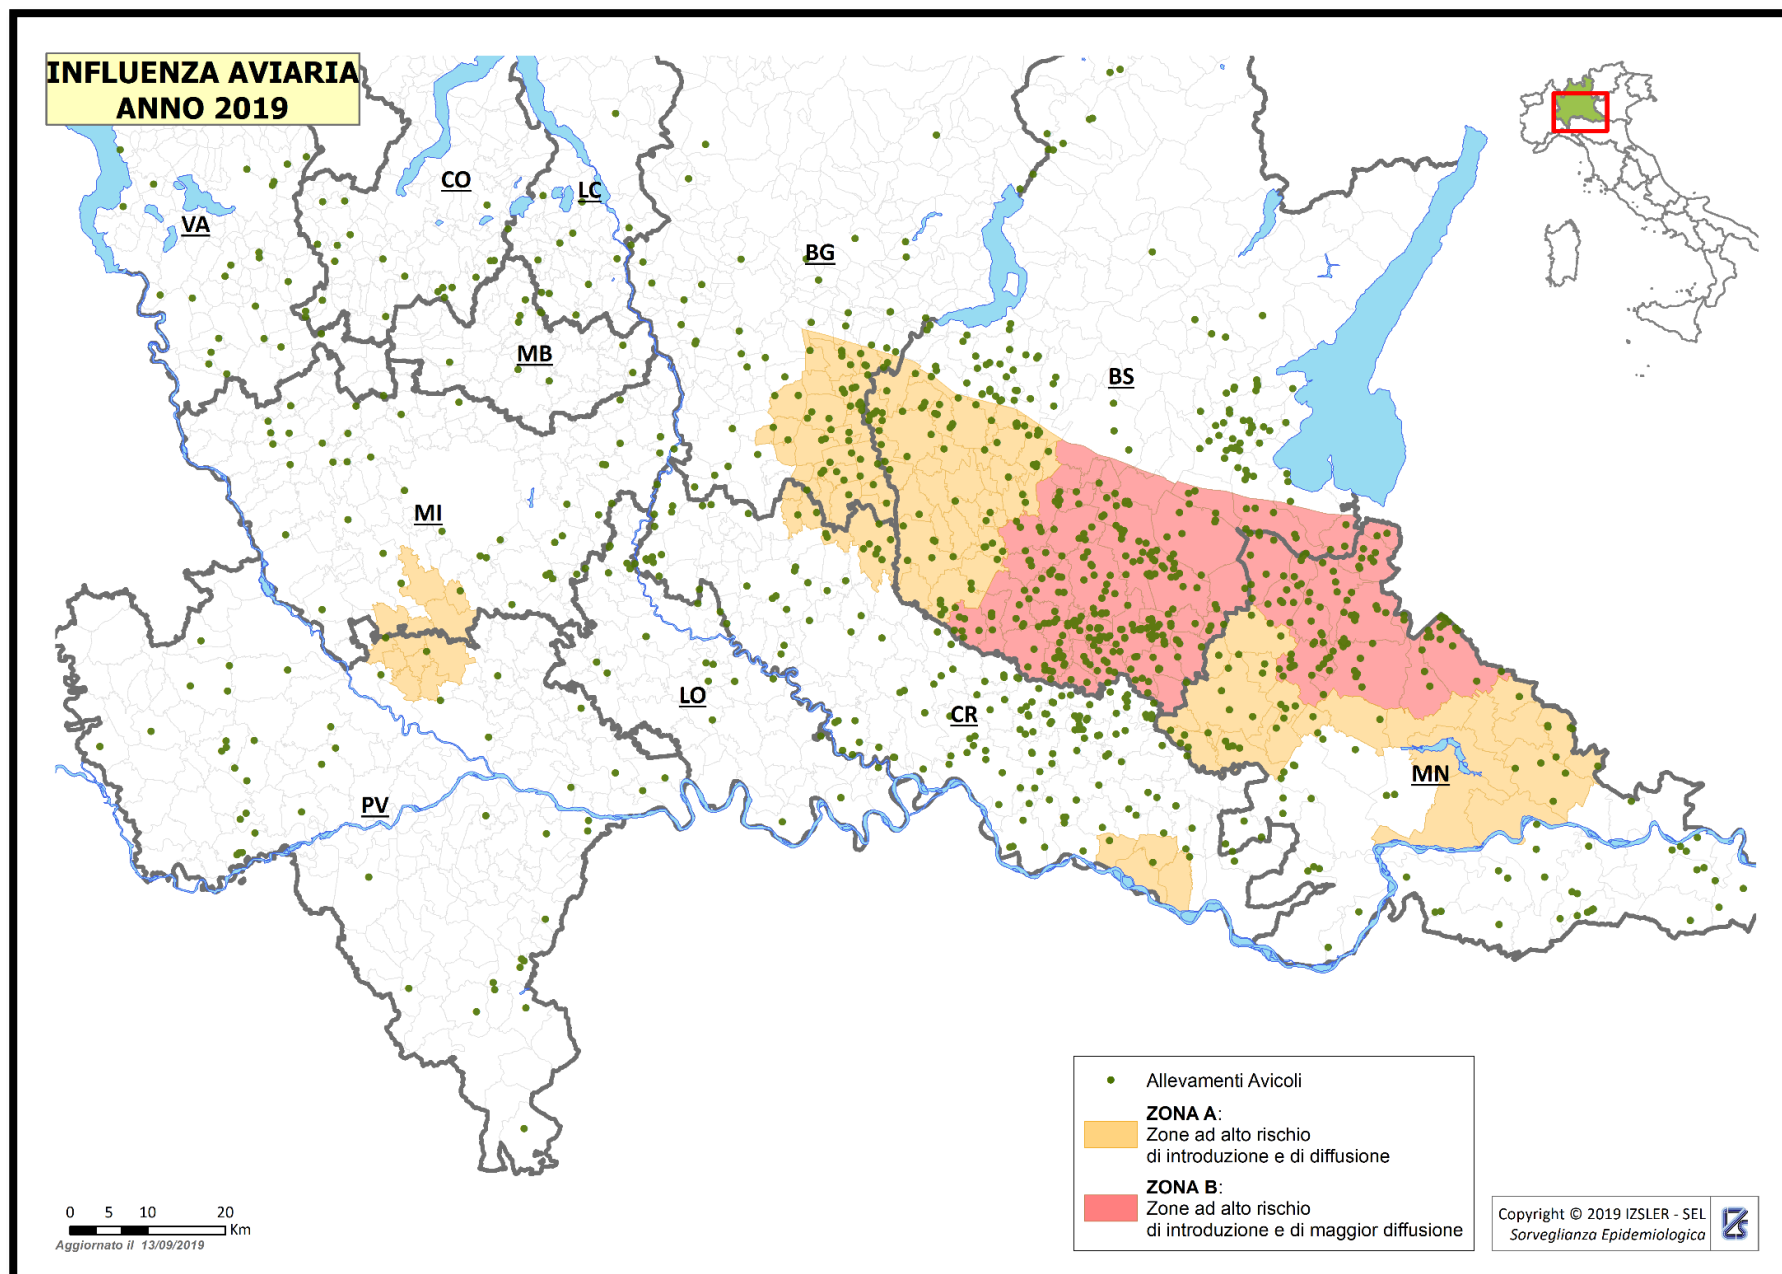 INFLUENZA AVIARIA
ANNO 2019
CO
LC
VA
BG
MB
BS
MI
LO
CR
MN
PV
Allevamenti Avicoli
ZONA A:
Zone ad alto rischio
di introduzione e di diffusione
ZONA B:
Zone ad alto rischio
di introduzione e di maggior diffusione
0 5 10 20
Km
Aggiornato il 13/09/2019
Copyright © 2019 IZSLER - SEL
Sorveglianza Epidemiologica